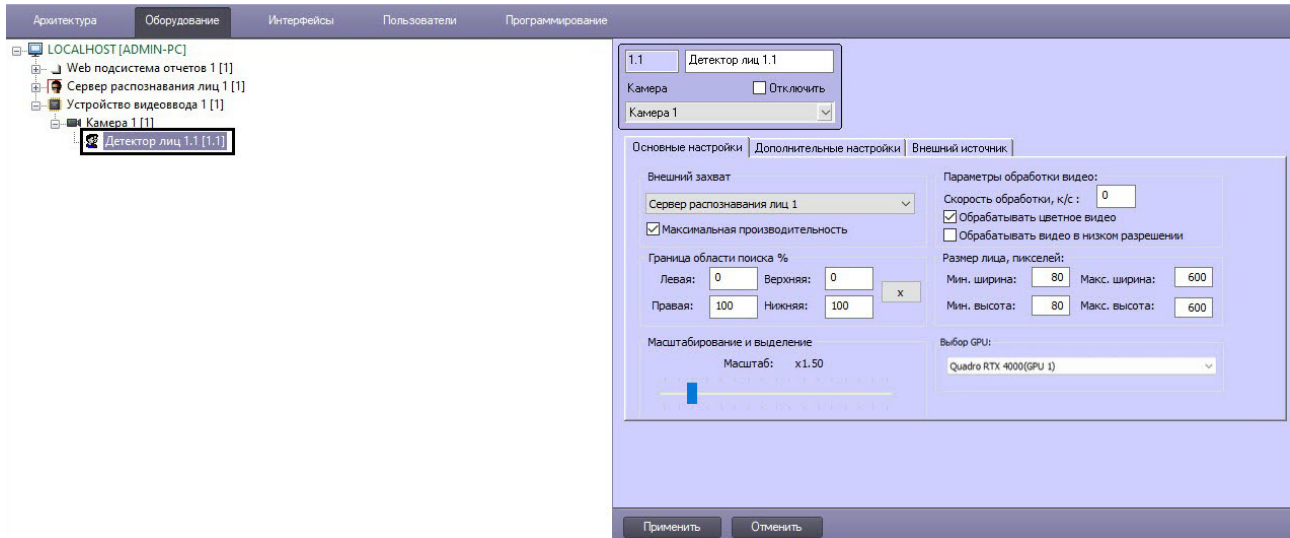 Архитектура Оборудование Интерфейсы Пользователи Программирование
LOCALHOST [ADMIN-PC]
Web подсистема отчетов 1 [1]
Сервер распознавания лиц 1 [1]
Устройство видеоввода 1 [1]
Камера 1 [1]
Детектор лиц 1.1 [1.1]
1.1 Детектор лиц 1.1
Камера Отключить
Камера 1
Основные настройки Дополнительные настройки Внешний источник
Внешний захват
Сервер распознавания лиц 1
Максимальная производительность
Параметры обработки видео:
Скорость обработки, к/с : 0
Обрабатывать цветное видео
Обрабатывать видео в низком разрешении
Граница области поиска %
Левая: 0 Верхняя: 0
Правая: 100 Нижняя: 100
x
Размер лица, пикселей:
Мин. ширина: 80 Макс. ширина: 600
Мин. высота: 80 Макс. высота: 600
Масштабирование и выделение
Масштаб: x1.50
Выбор GPU:
Quadro RTX 4000(GPU 1)
Применить Отменить